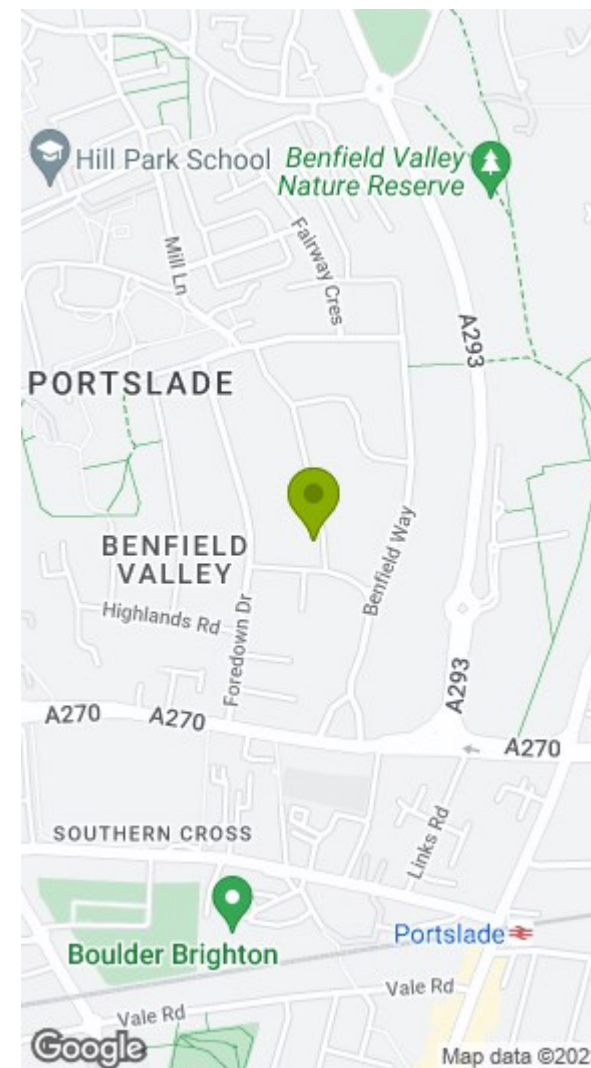 Hill Park School
Benfield Valley
Nature Reserve
Mill Ln
Fairway Cres
A293
PORTSLADE
BENFIELD
VALLEY
Benfield Way
Highlands Rd
Foredown Dr
A293
A270
A270
A270
SOUTHERN CROSS
Links Rd
Portslade
Boulder Brighton
Vale Rd
Vale Rd
Google
Map data ©202